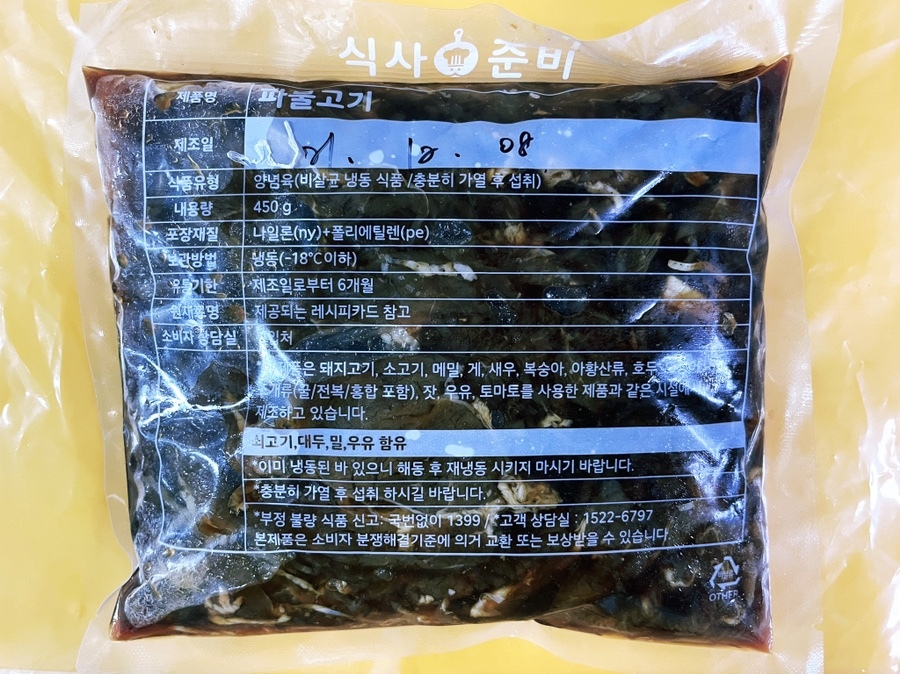 식사 준비
제품명 파불고기
제조일 21. 12. 08
식품유형 양념육(비살균 냉동 식품 /충분히 가열 후 섭취)
내용량 450 g
포장재질 나일론(ny)+폴리에틸렌(pe)
보관방법 냉동(-18℃이하)
유통기한 제조일로부터 6개월
원재료명 제공되는 레시피카드 참고
소비자 상담실
돼지고기, 소고기, 메밀, 게, 새우, 복숭아, 아황산류, 호두
조개류(굴/전복/홍합 포함), 잣, 우유, 토마토를 사용한 제품과 같은 시설에
제조하고 있습니다.
쇠고기,대두,밀,우유 함유
*이미 냉동된 바 있으니 해동 후 재냉동 시키지 마시기 바랍니다.
*충분히 가열 후 섭취 하시길 바랍니다.
*부정 불량 식품 신고: 국번없이 1399 / *고객 상담실 : 1522-6797
본제품은 소비자 분쟁해결기준에 의거 교환 또는 보상받을 수 있습니다.
OTHER